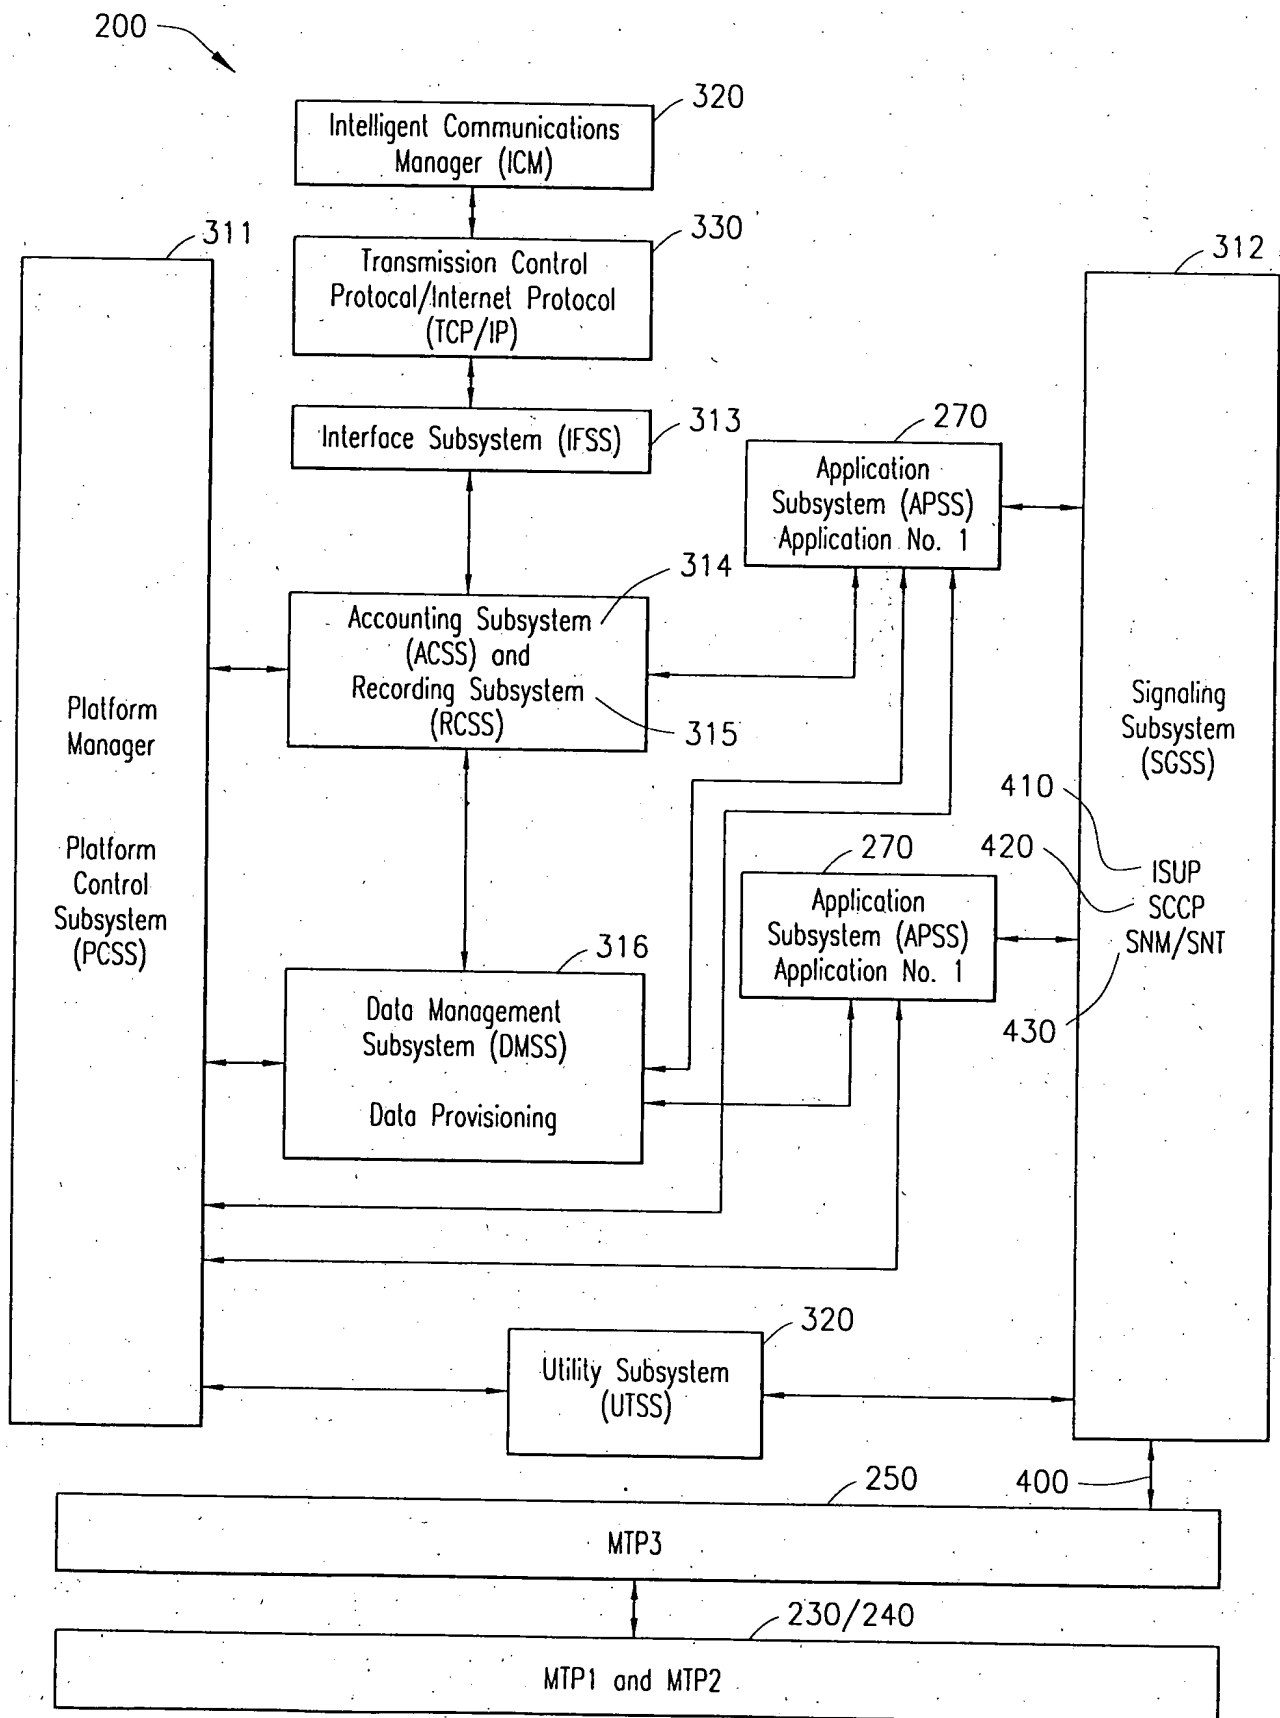 200
320
Intelligent Communications
Manager (ICM)
330
Transmission Control
Protocal/Internet Protocol
(TCP/IP)
311
312
313
Interface Subsystem (IFSS)
270
Application
Subsystem (APSS)
Application No. 1
314
Accounting Subsystem
(ACSS) and
Recording Subsystem
(RCSS)
315
Platform
Manager
Platform
Control
Subsystem
(PCSS)
Signaling
Subsystem
(SGSS)
410
420
ISUP
SCCP
SNM/SNT
430
270
Application
Subsystem (APSS)
Application No. 1
316
Data Management
Subsystem (DMSS)
Data Provisioning
320
Utility Subsystem
(UTSS)
400
250
MTP3
230/240
MTP1 and MTP2